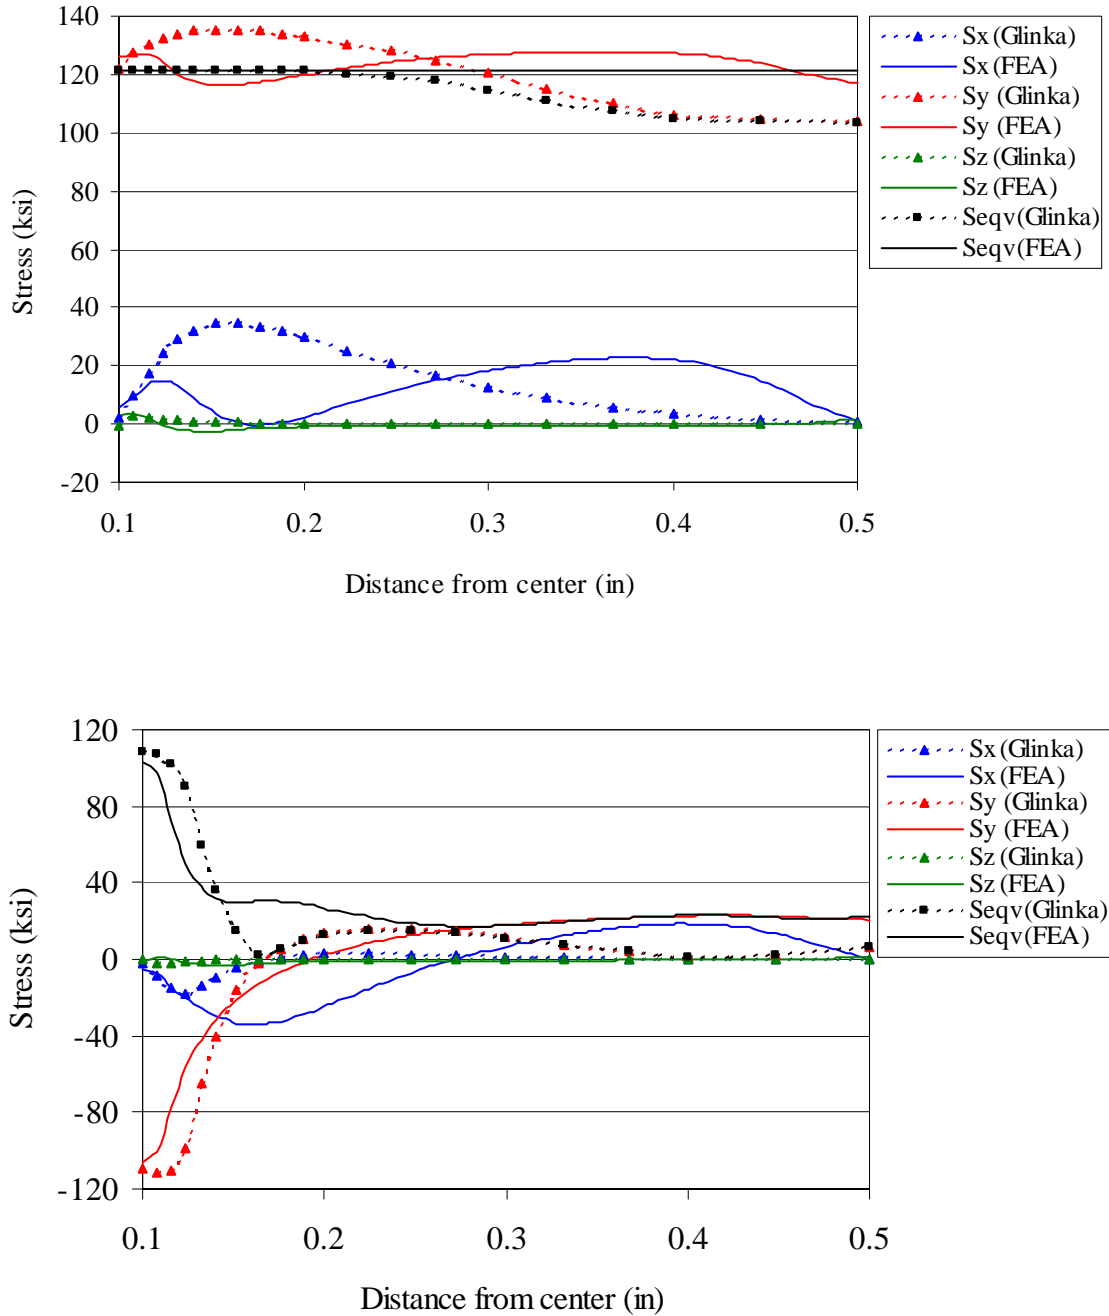 140
120
100
80
60
40
20
0
-20
Stress (ksi)
0.1 0.2 0.3 0.4 0.5
Distance from center (in)
Sx (Glinka)
Sx (FEA)
Sy (Glinka)
Sy (FEA)
Sz (Glinka)
Sz (FEA)
Seqv(Glinka)
Seqv(FEA)
120
80
40
0
-40
-80
-120
Stress (ksi)
0.1 0.2 0.3 0.4 0.5
Distance from center (in)
Sx (Glinka)
Sx (FEA)
Sy (Glinka)
Sy (FEA)
Sz (Glinka)
Sz (FEA)
Seqv(Glinka)
Seqv(FEA)